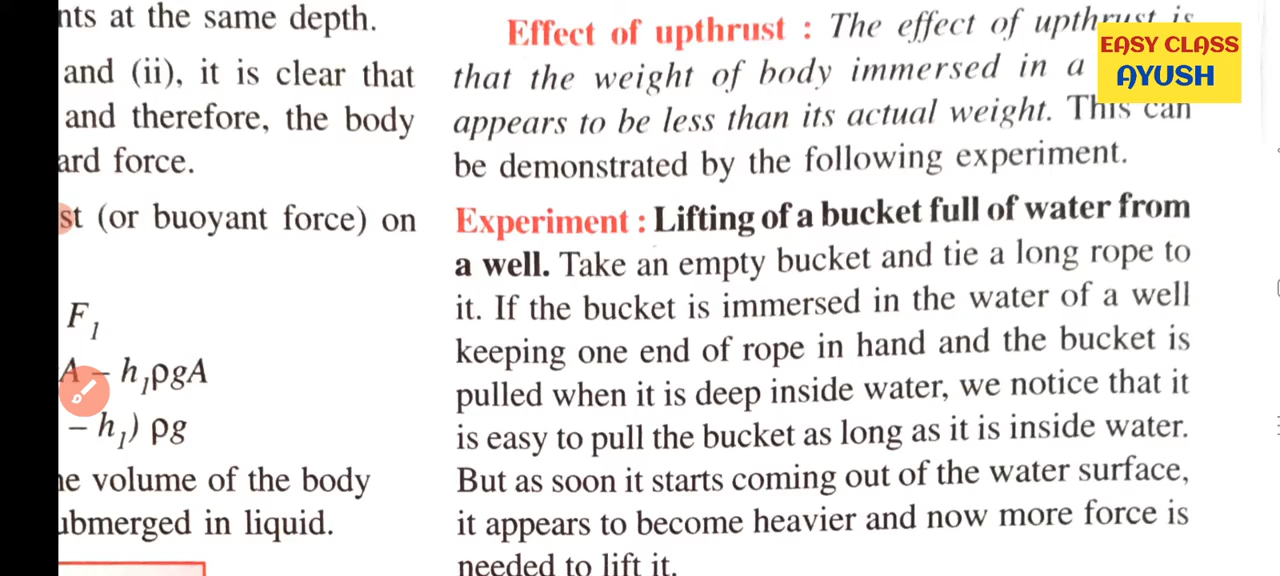 nts at the same depth.
and (ii), it is clear that
and therefore, the body
ard force.
st (or buoyant force) on
F1
A – h1ρgA
– h1) ρg
e volume of the body
ubmerged in liquid.
Effect of upthrust : The effect of upthrust is
that the weight of body immersed in a
appears to be less than its actual weight. This can
be demonstrated by the following experiment.
Experiment : Lifting of a bucket full of water from
a well. Take an empty bucket and tie a long rope to
it. If the bucket is immersed in the water of a well
keeping one end of rope in hand and the bucket is
pulled when it is deep inside water, we notice that it
is easy to pull the bucket as long as it is inside water.
But as soon it starts coming out of the water surface,
it appears to become heavier and now more force is
needed to lift it.
EASY CLASS
AYUSH